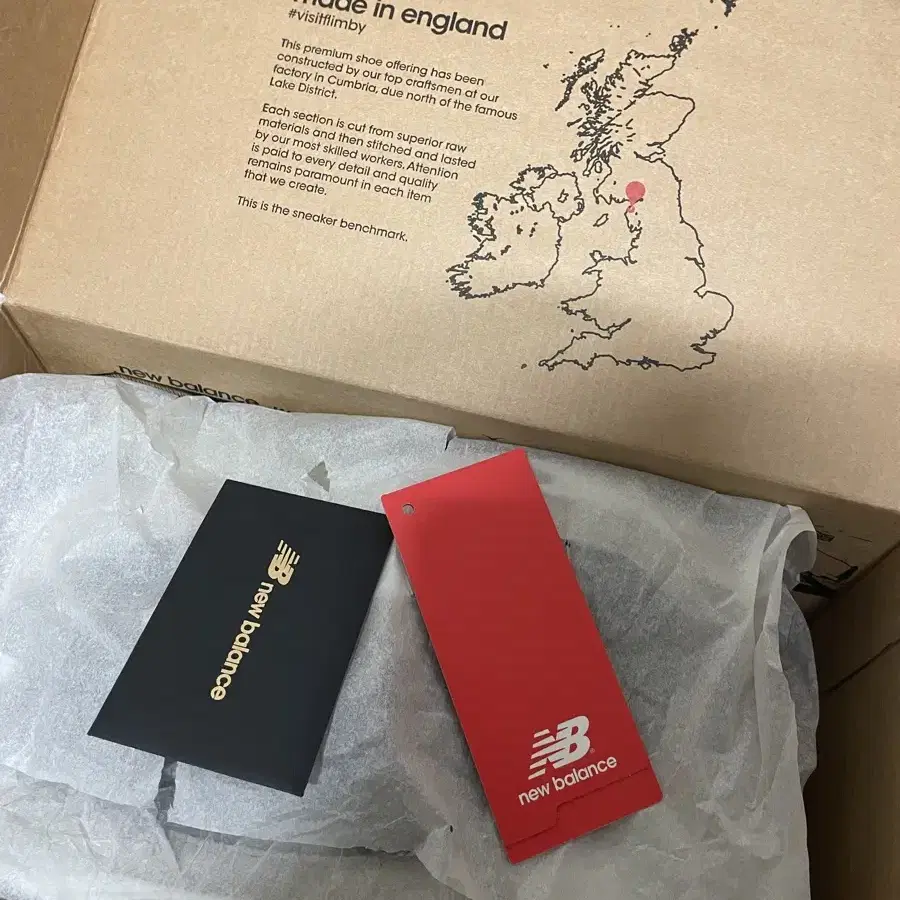 made in england
#visitflimby
This premium shoe offering has been
constructed by our top craftsmen at our
factory in Cumbria, due north of the famous
Lake District.
Each section is cut from superior raw
materials and then stitched and lasted
by our most skilled workers. Attention
is paid to every detail and quality
remains paramount in each item
that we create.
This is the sneaker benchmark.
new balance
new balance
new balance